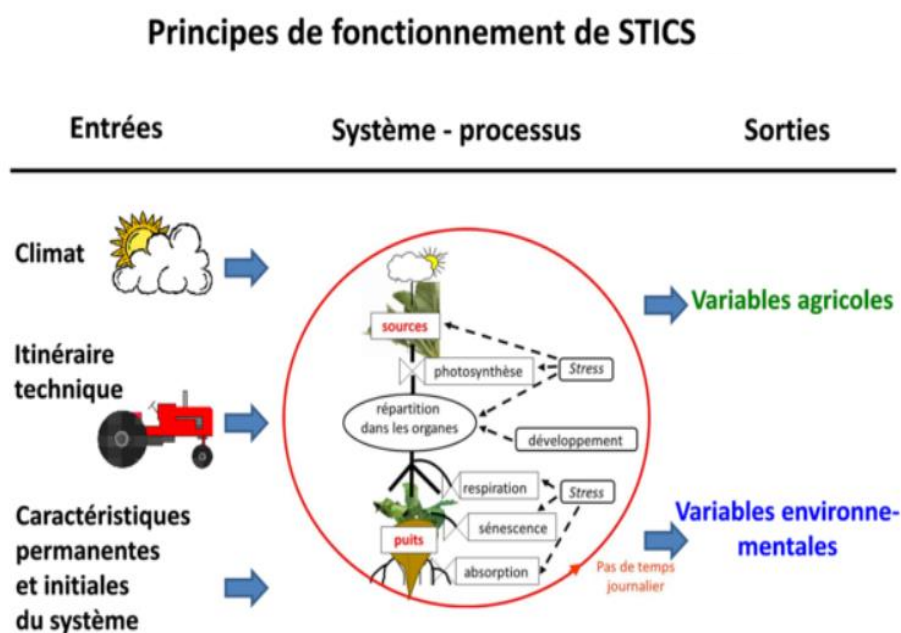 Principes de fonctionnement de STICS
Entrées
Système - processus
Sorties
Climat
Itinéraire
technique
Caractéristiques
permanentes
et initiales
du système
sources
photosynthèse
Stress
répartition
dans les organes
développement
respiration
Stress
sénescence
puits
absorption
Pas de temps
journalier
Variables agricoles
Variables environne-
mentales